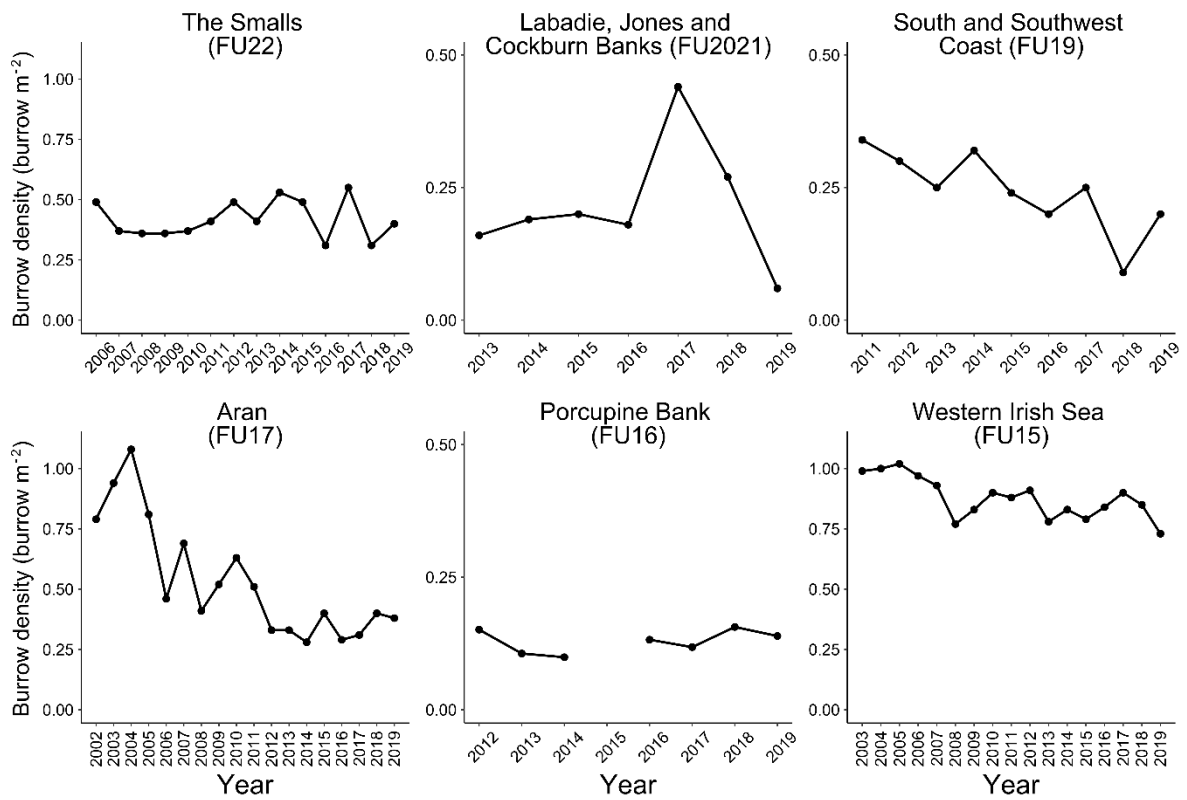 The Smalls
(FU22)
Labadie, Jones and
Cockburn Banks (FU2021)
South and Southwest
Coast (FU19)
Burrow density (burrow m⁻²)
1.00
0.75
0.50
0.25
0.00
2006 2007 2008 2009 2010 2011 2012 2013 2014 2015 2016 2017 2018 2019
0.50
0.25
0.00
2013 2014 2015 2016 2017 2018 2019
0.50
0.25
0.00
2011 2012 2013 2014 2015 2016 2017 2018 2019
Aran
(FU17)
Porcupine Bank
(FU16)
Western Irish Sea
(FU15)
Burrow density (burrow m⁻²)
1.00
0.75
0.50
0.25
0.00
2002 2003 2004 2005 2006 2007 2008 2009 2010 2011 2012 2013 2014 2015 2016 2017 2018 2019
Year
0.50
0.25
0.00
2012 2013 2014 2015 2016 2017 2018 2019
Year
1.00
0.75
0.50
0.25
0.00
2003 2004 2005 2006 2007 2008 2009 2010 2011 2012 2013 2014 2015 2016 2017 2018 2019
Year